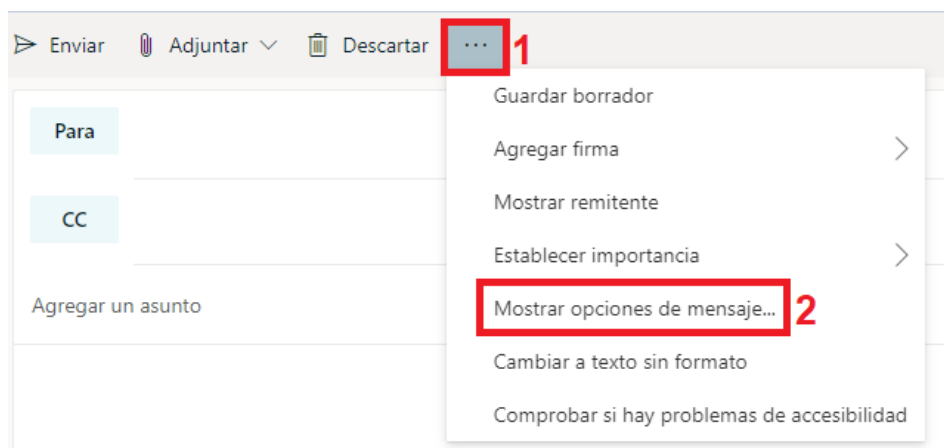 Enviar Adjuntar Descartar ... 1
Guardar borrador
Para
Agregar firma
Mostrar remitente
CC
Establecer importancia
Agregar un asunto
Mostrar opciones de mensaje... 2
Cambiar a texto sin formato
Comprobar si hay problemas de accesibilidad